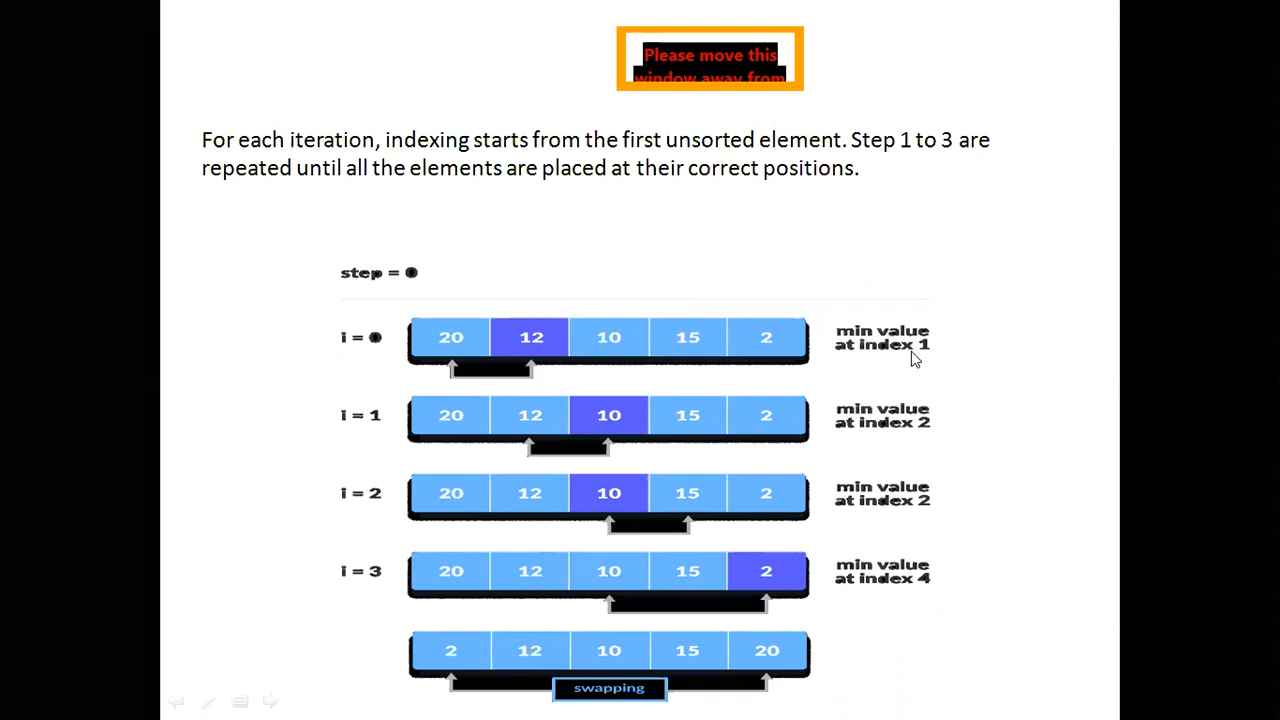 Please move this
window away from
For each iteration, indexing starts from the first unsorted element. Step 1 to 3 are
repeated until all the elements are placed at their correct positions.
step = 0
i = 0 20 12 10 15 2 min value
at index 1
i = 1 20 12 10 15 2 min value
at index 2
i = 2 20 12 10 15 2 min value
at index 2
i = 3 20 12 10 15 2 min value
at index 4
2 12 10 15 20
swapping